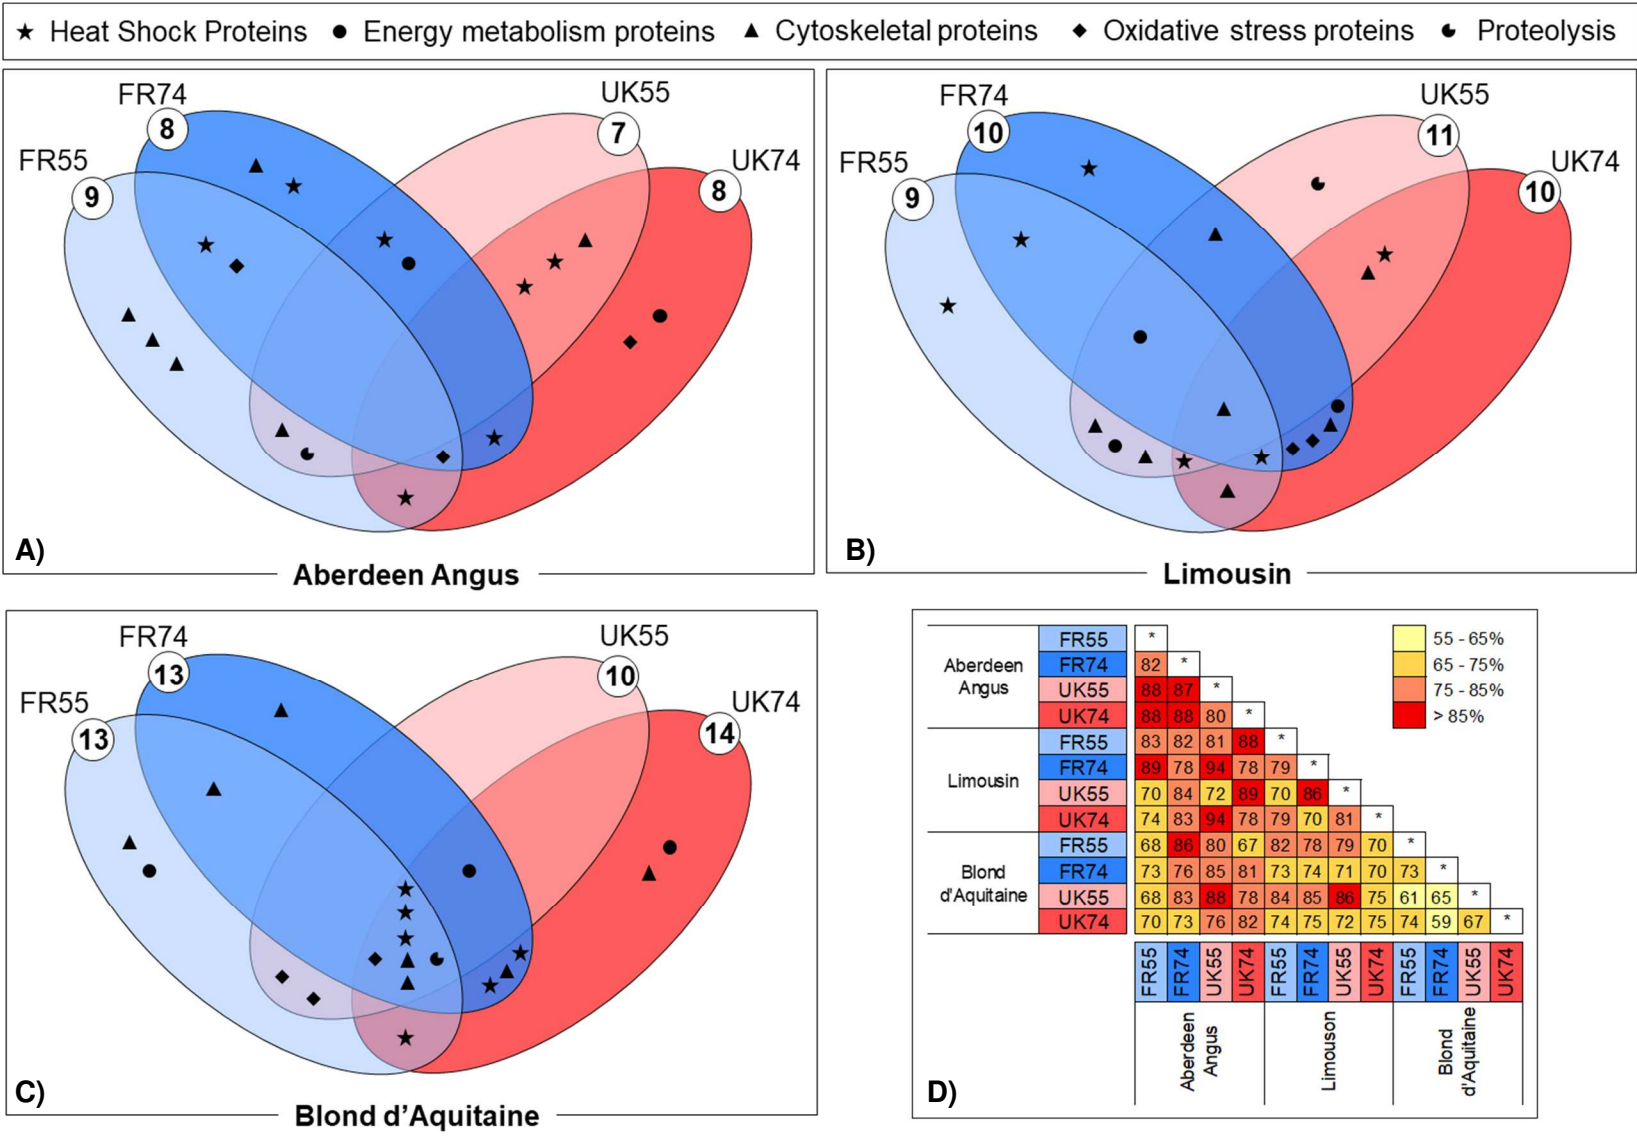 Heat Shock Proteins Energy metabolism proteins Cytoskeletal proteins Oxidative stress proteins Proteolysis
FR74
8
UK55
7
FR55
9
UK74
8
A)
Aberdeen Angus
FR74
10
UK55
11
FR55
9
UK74
10
B)
Limousin
FR74
13
UK55
10
FR55
13
UK74
14
C)
Blond d’Aquitaine
55 - 65%
65 - 75%
75 - 85%
> 85%
Aberdeen
Angus
FR55 *
FR74 82 *
UK55 88 87 *
UK74 88 88 80 *
Limousin
FR55 83 82 81 88 *
FR74 89 78 94 78 79 *
UK55 70 84 72 89 70 86 *
UK74 74 83 94 78 79 70 81 *
Blond
d'Aquitaine
FR55 68 86 80 67 82 78 79 70 *
FR74 73 76 85 81 73 74 71 70 73 *
UK55 68 83 88 78 84 85 86 75 61 65 *
UK74 70 73 76 82 74 75 72 75 74 59 67 *
FR55 FR74 UK55 UK74 FR55 FR74 UK55 UK74 FR55 FR74 UK55 UK74
Aberdeen
Angus
Limouson
Blond
d'Aquitaine
D)